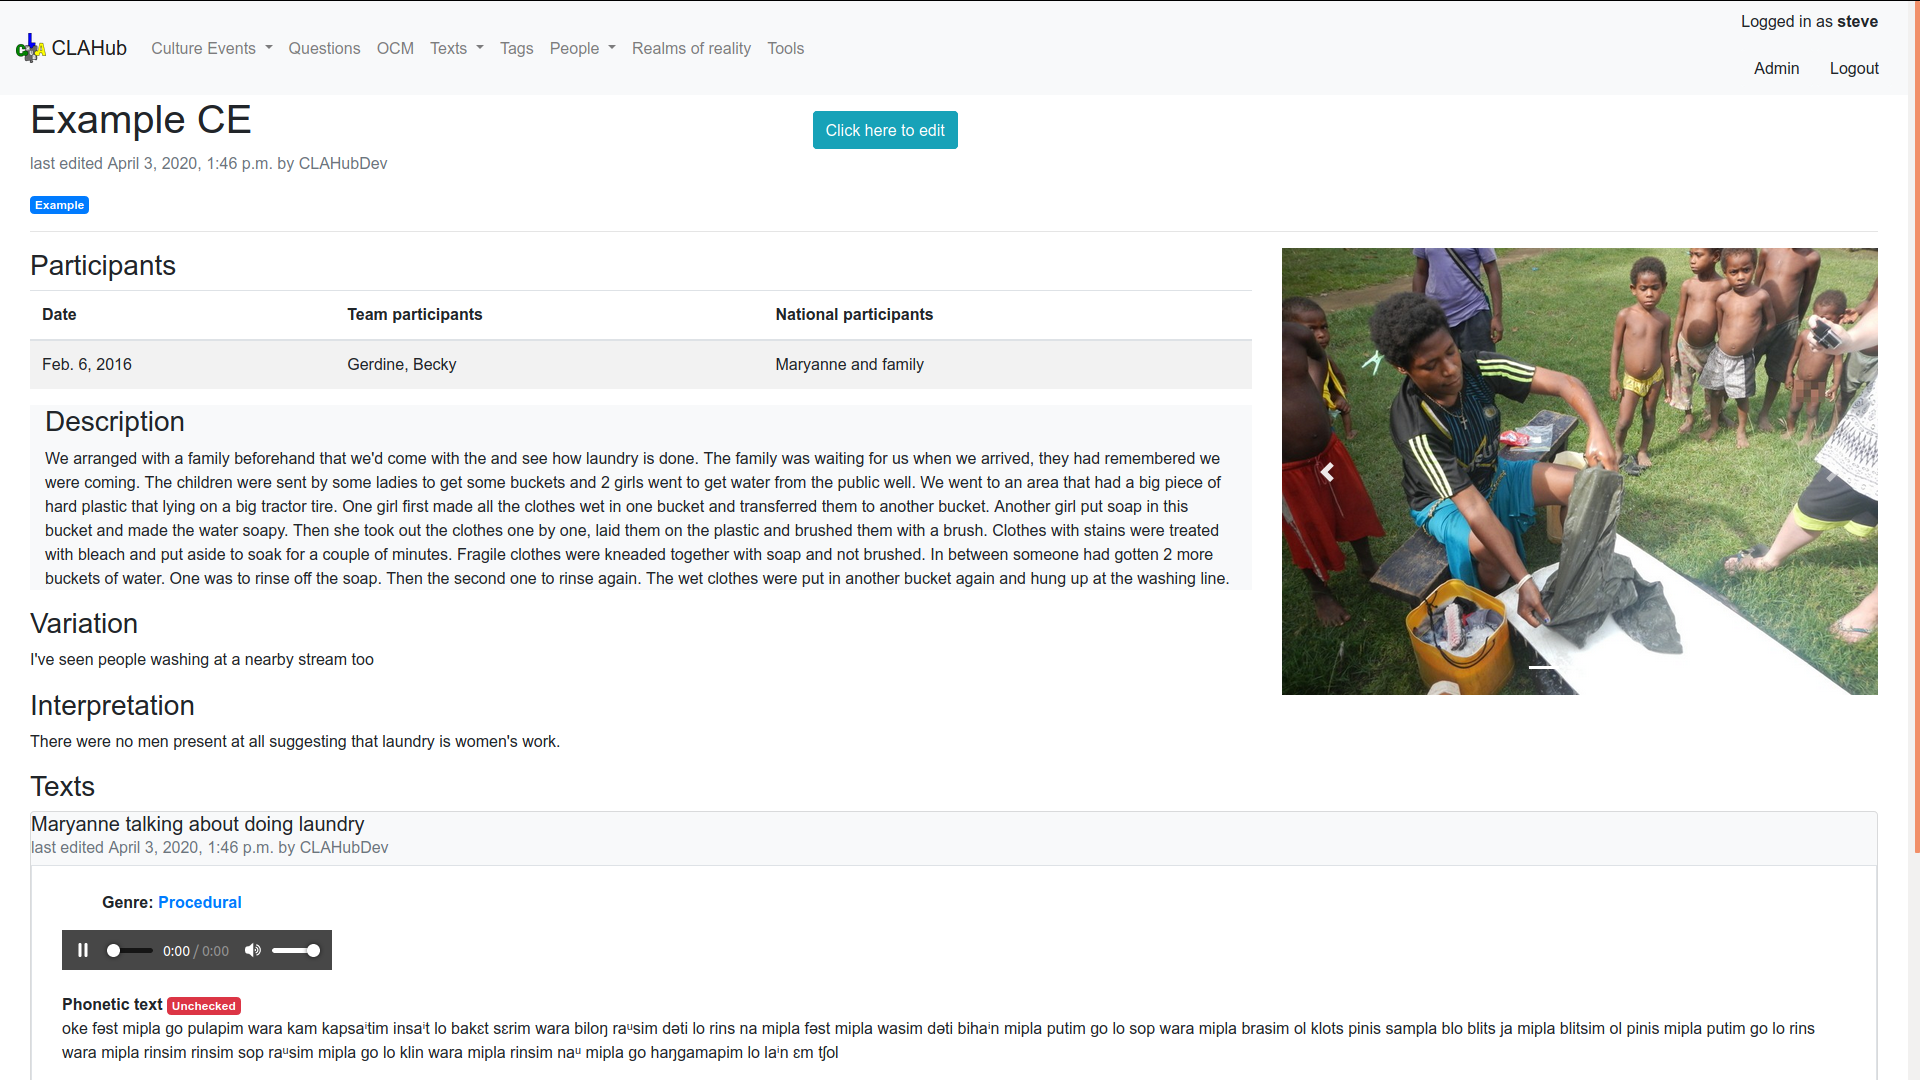 Logged in as steve
CLAHub Culture Events Questions OCM Texts Tags People Realms of reality Tools
Admin Logout
Example CE
Click here to edit
last edited April 3, 2020, 1:46 p.m. by CLAHubDev
Example
Participants
Date Team participants National participants
Feb. 6, 2016 Gerdine, Becky Maryanne and family
Description
We arranged with a family beforehand that we'd come with the and see how laundry is done. The family was waiting for us when we arrived, they had remembered we
were coming. The children were sent by some ladies to get some buckets and 2 girls went to get water from the public well. We went to an area that had a big piece of
hard plastic that lying on a big tractor tire. One girl first made all the clothes wet in one bucket and transferred them to another bucket. Another girl put soap in this
bucket and made the water soapy. Then she took out the clothes one by one, laid them on the plastic and brushed them with a brush. Clothes with stains were treated
with bleach and put aside to soak for a couple of minutes. Fragile clothes were kneaded together with soap and not brushed. In between someone had gotten 2 more
buckets of water. One was to rinse off the soap. Then the second one to rinse again. The wet clothes were put in another bucket again and hung up at the washing line.
Variation
I've seen people washing at a nearby stream too
Interpretation
There were no men present at all suggesting that laundry is women's work.
Texts
Maryanne talking about doing laundry
last edited April 3, 2020, 1:46 p.m. by CLAHubDev
Genre: Procedural
0:00 / 0:00
Phonetic text Unchecked
oke fəst mipla go pulapim wara kam kapsaⁱtim insaⁱt lo bakɛt sɛrim wara biloŋ raᵘsim dəti lo rins na mipla fəst mipla wasim dəti bihaⁱn mipla putim go lo sop wara mipla brasim ol klots pinis sampla blo blits ja mipla blitsim ol pinis mipla putim go lo rins
wara mipla rinsim rinsim sop raᵘsim mipla go lo klin wara mipla rinsim naᵘ mipla go haŋgamapim lo laⁱn ɛm tʃol